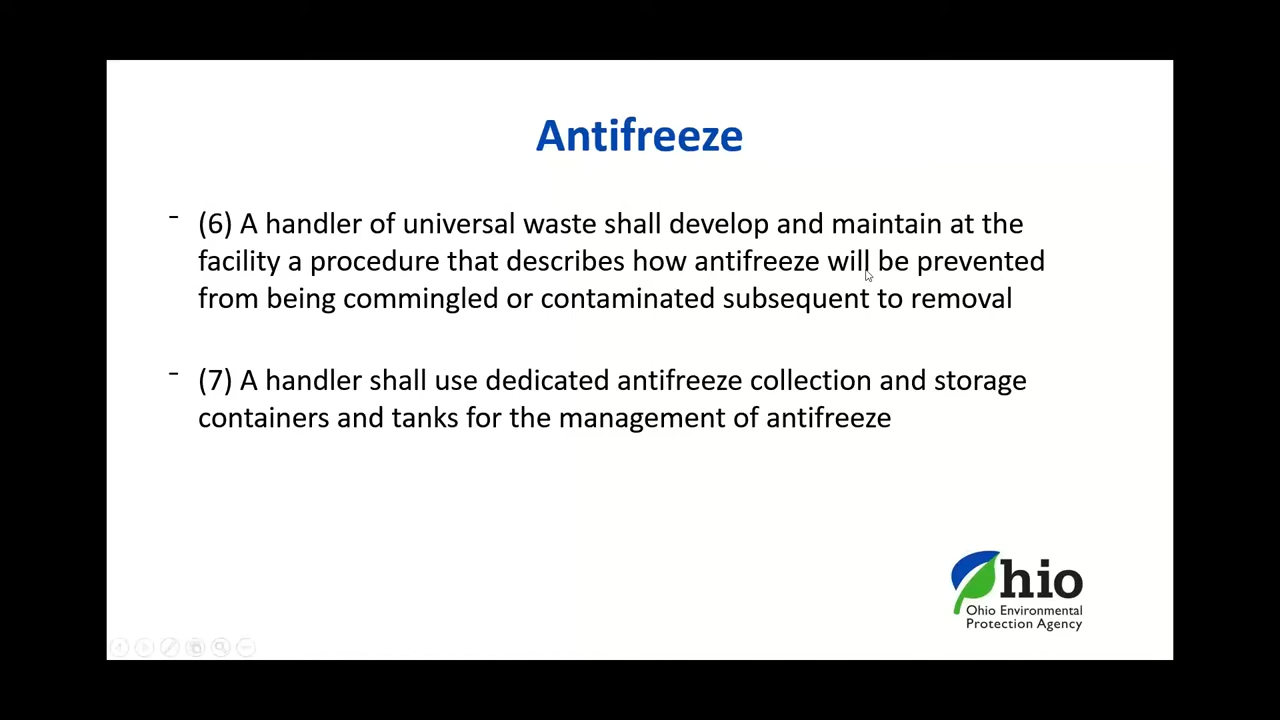 Antifreeze
- (6) A handler of universal waste shall develop and maintain at the
facility a procedure that describes how antifreeze will be prevented
from being commingled or contaminated subsequent to removal
- (7) A handler shall use dedicated antifreeze collection and storage
containers and tanks for the management of antifreeze
Ohio
Ohio Environmental
Protection Agency